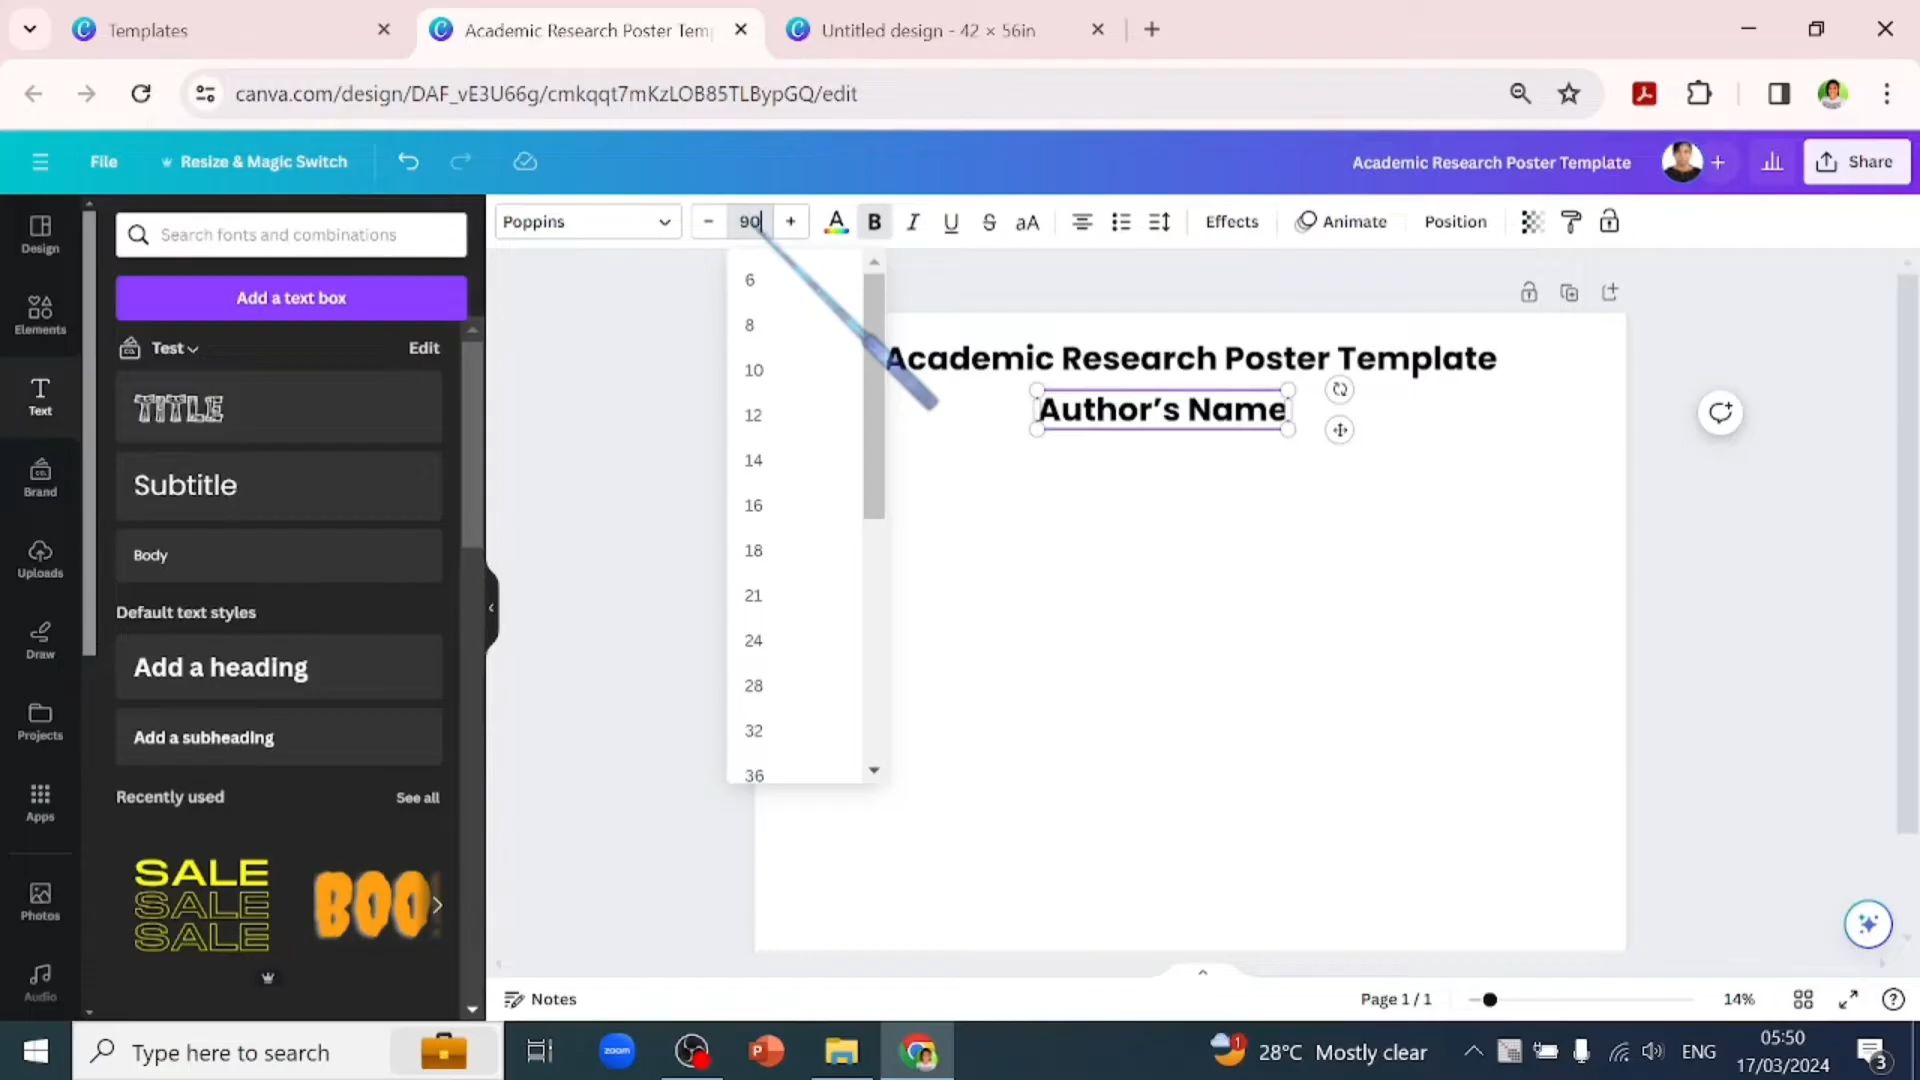 Templates
Academic Research Poster Tem
Untitled design - 42 × 56in
canva.com/design/DAF_vE3U66g/cmkqqt7mKzLOB85TLBypGQ/edit
File
Resize & Magic Switch
Academic Research Poster Template
Share
Poppins
90
A
B
I
U
S
aA
Effects
Animate
Position
Design
Elements
Text
Brand
Uploads
Draw
Projects
Apps
Photos
Audio
Search fonts and combinations
Add a text box
Test
Edit
TITLE
Subtitle
Body
Default text styles
Add a heading
Add a subheading
Recently used
See all
SALE
SALE
SALE
BOO!
6
8
10
12
14
16
18
21
24
28
32
36
Academic Research Poster Template
Author’s Name
Notes
Page 1 / 1
14%
Type here to search
zoom
1
28°C Mostly clear
ENG
05:50
17/03/2024
3